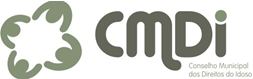 CMDi
Conselho Municipal
dos Direitos do Idoso